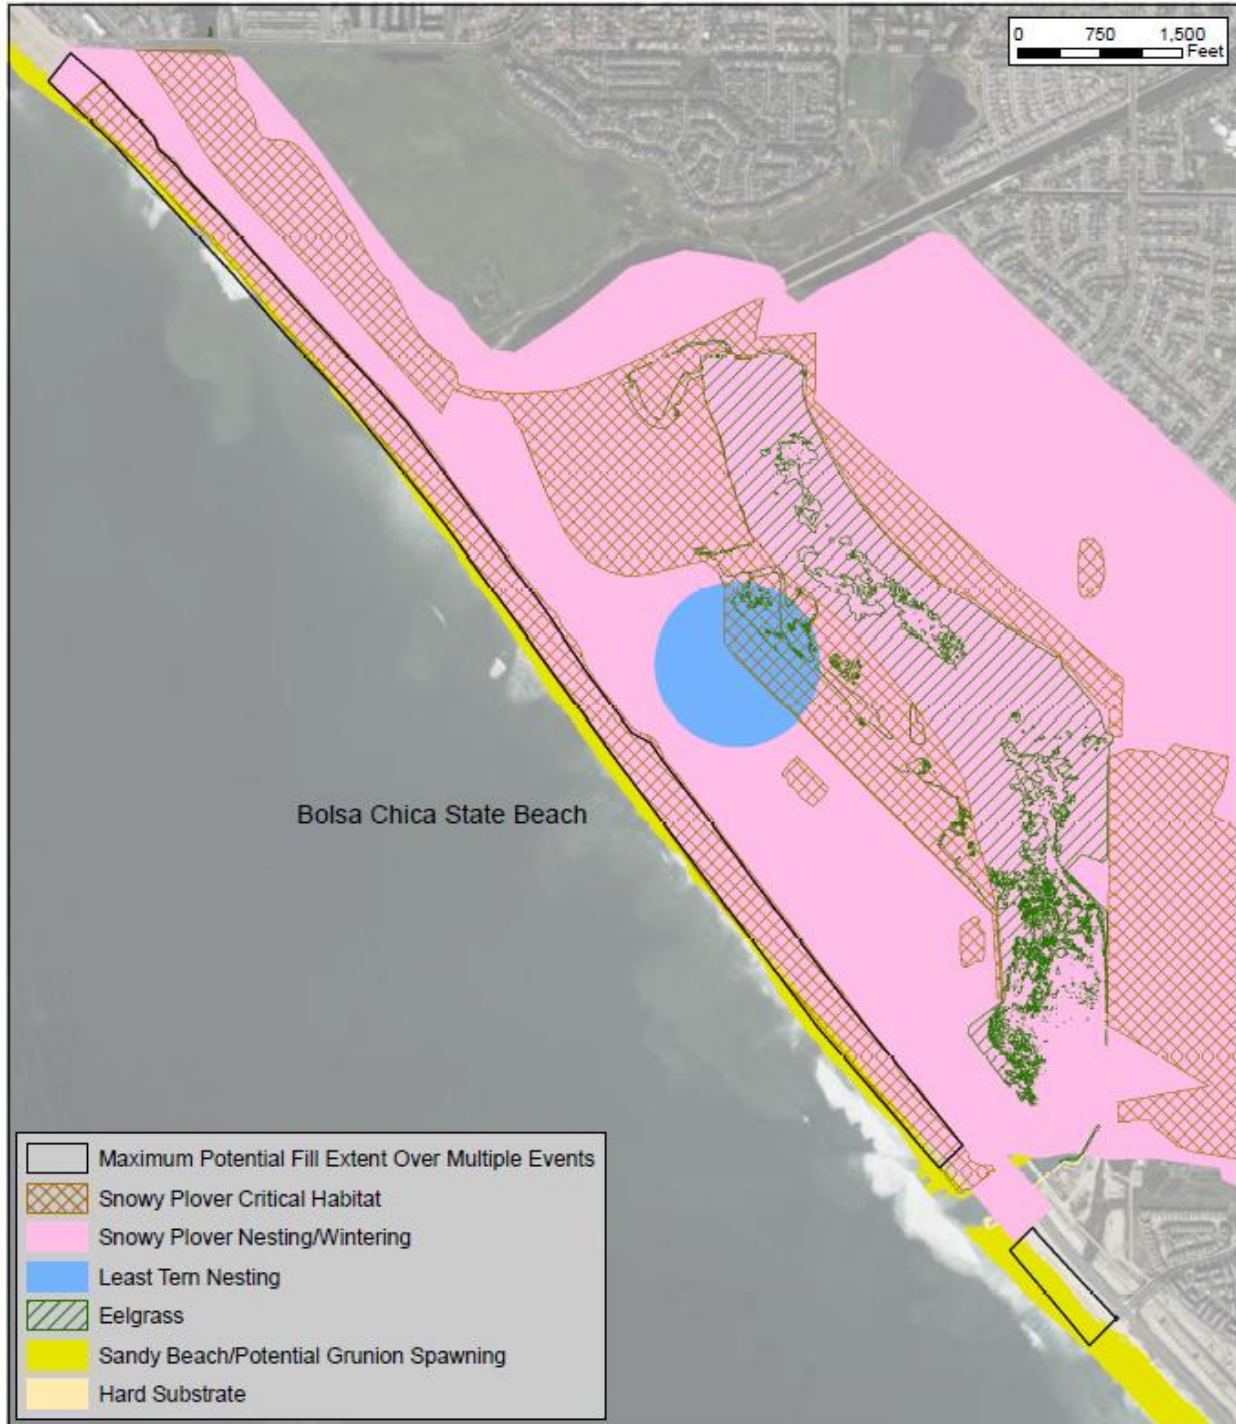 0 750 1,500
Feet
Bolsa Chica State Beach
Maximum Potential Fill Extent Over Multiple Events
Snowy Plover Critical Habitat
Snowy Plover Nesting/Wintering
Least Tern Nesting
Eelgrass
Sandy Beach/Potential Grunion Spawning
Hard Substrate